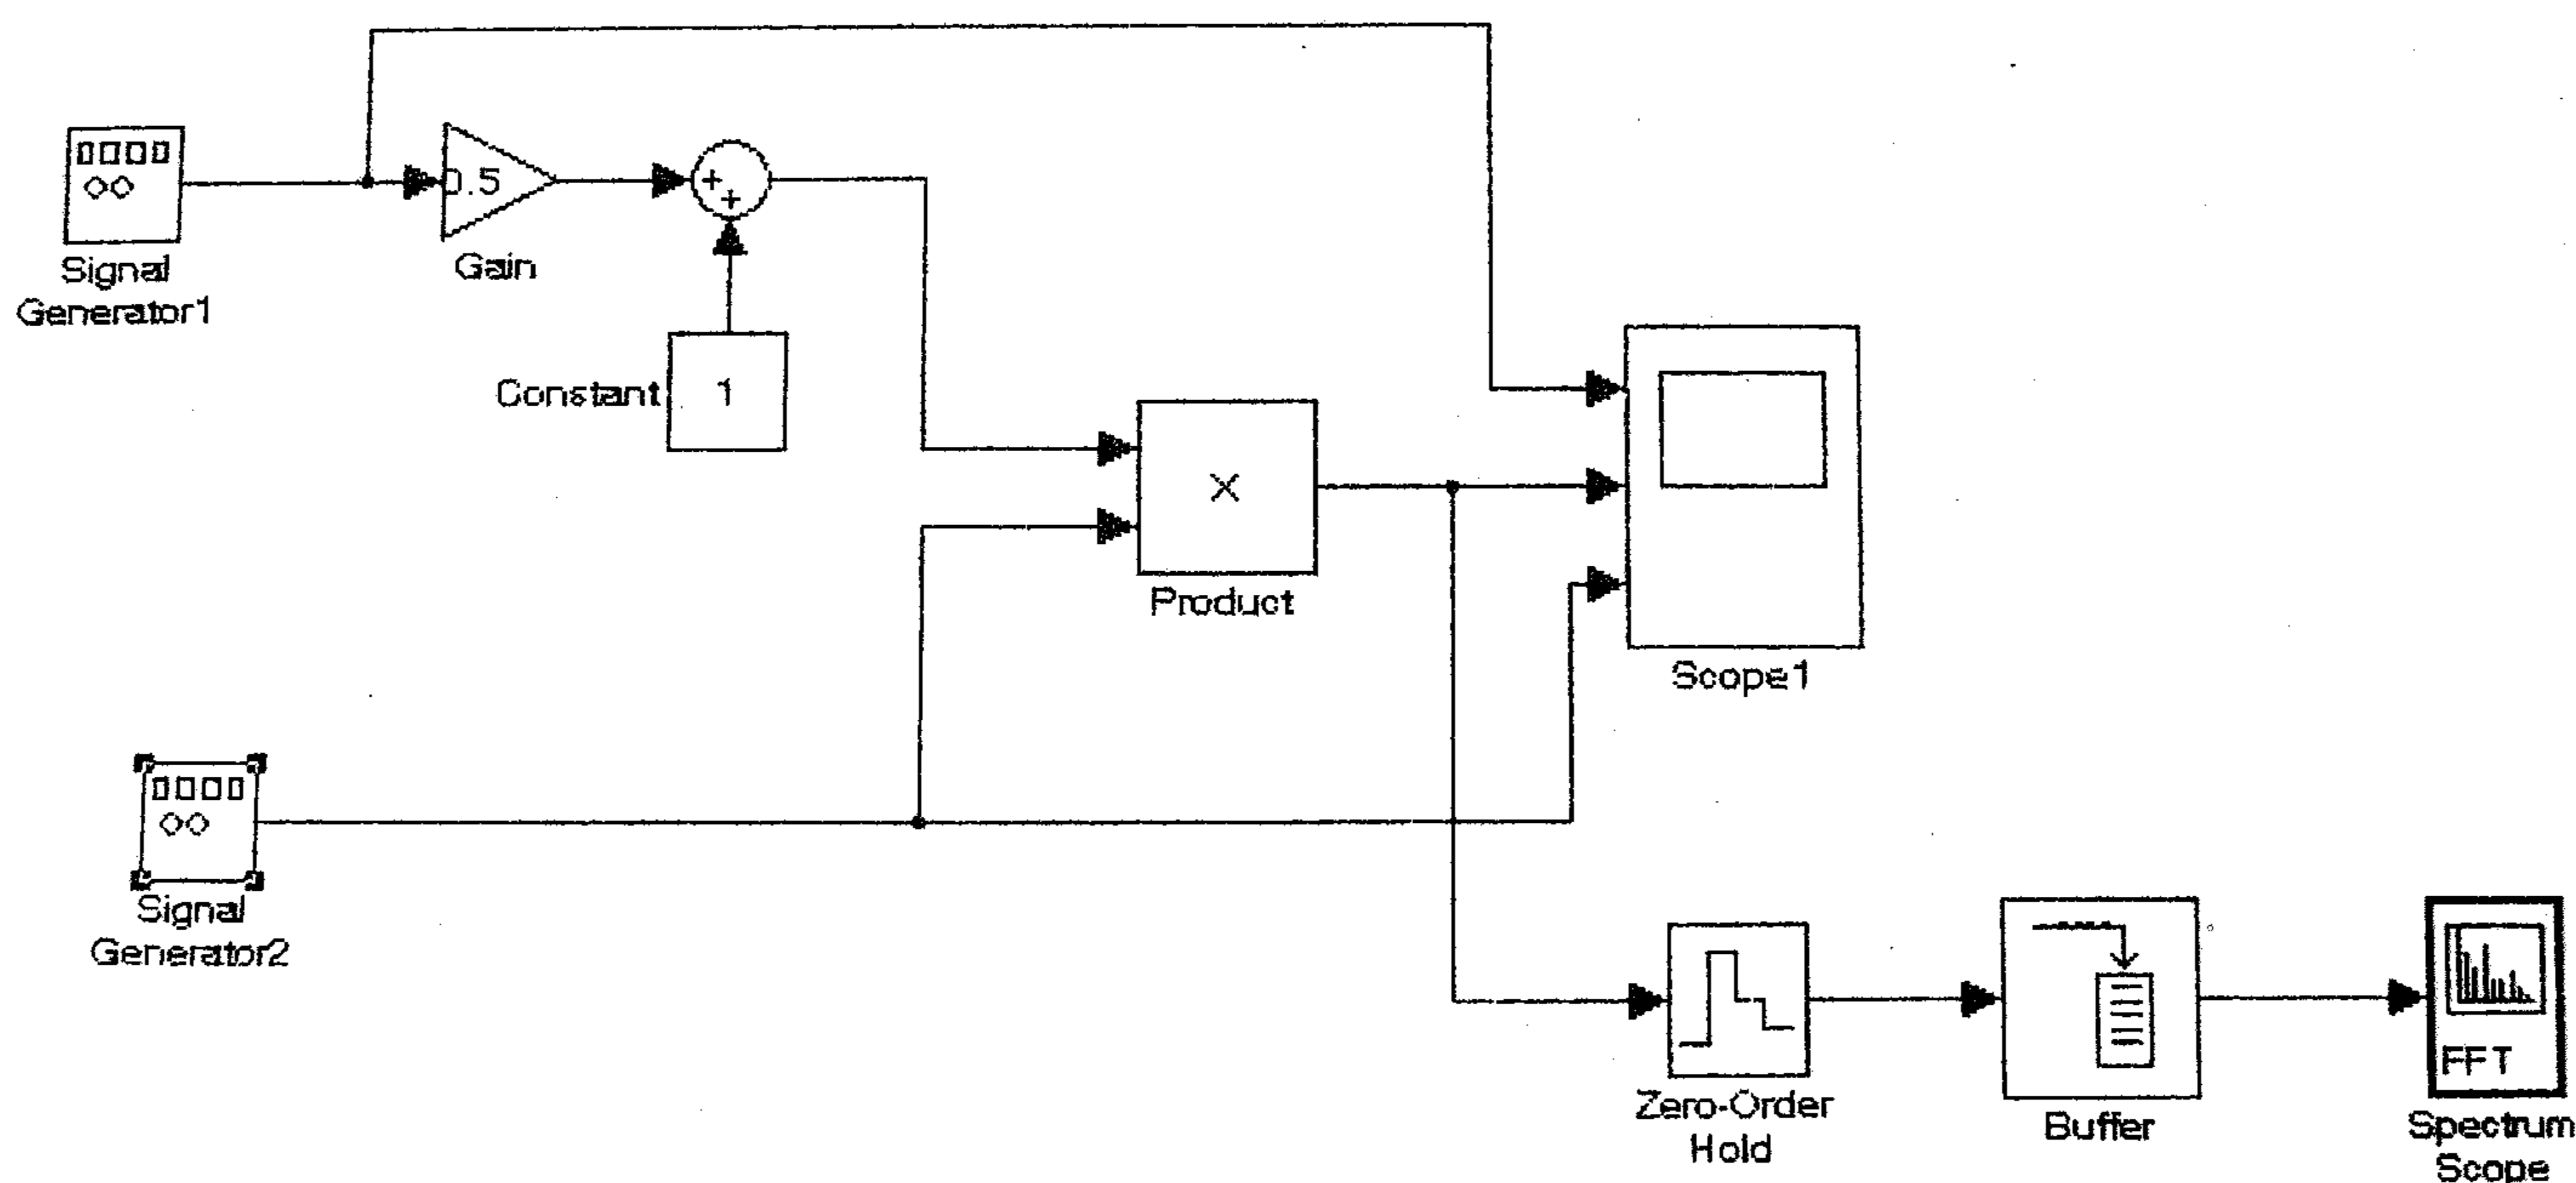 Signal
Generator1
0.5
Gain
+
+
Constant
1
×
Product
Scope1
Signal
Generator2
Zero-Order
Hold
Buffer
FFT
Spectrum
Scope